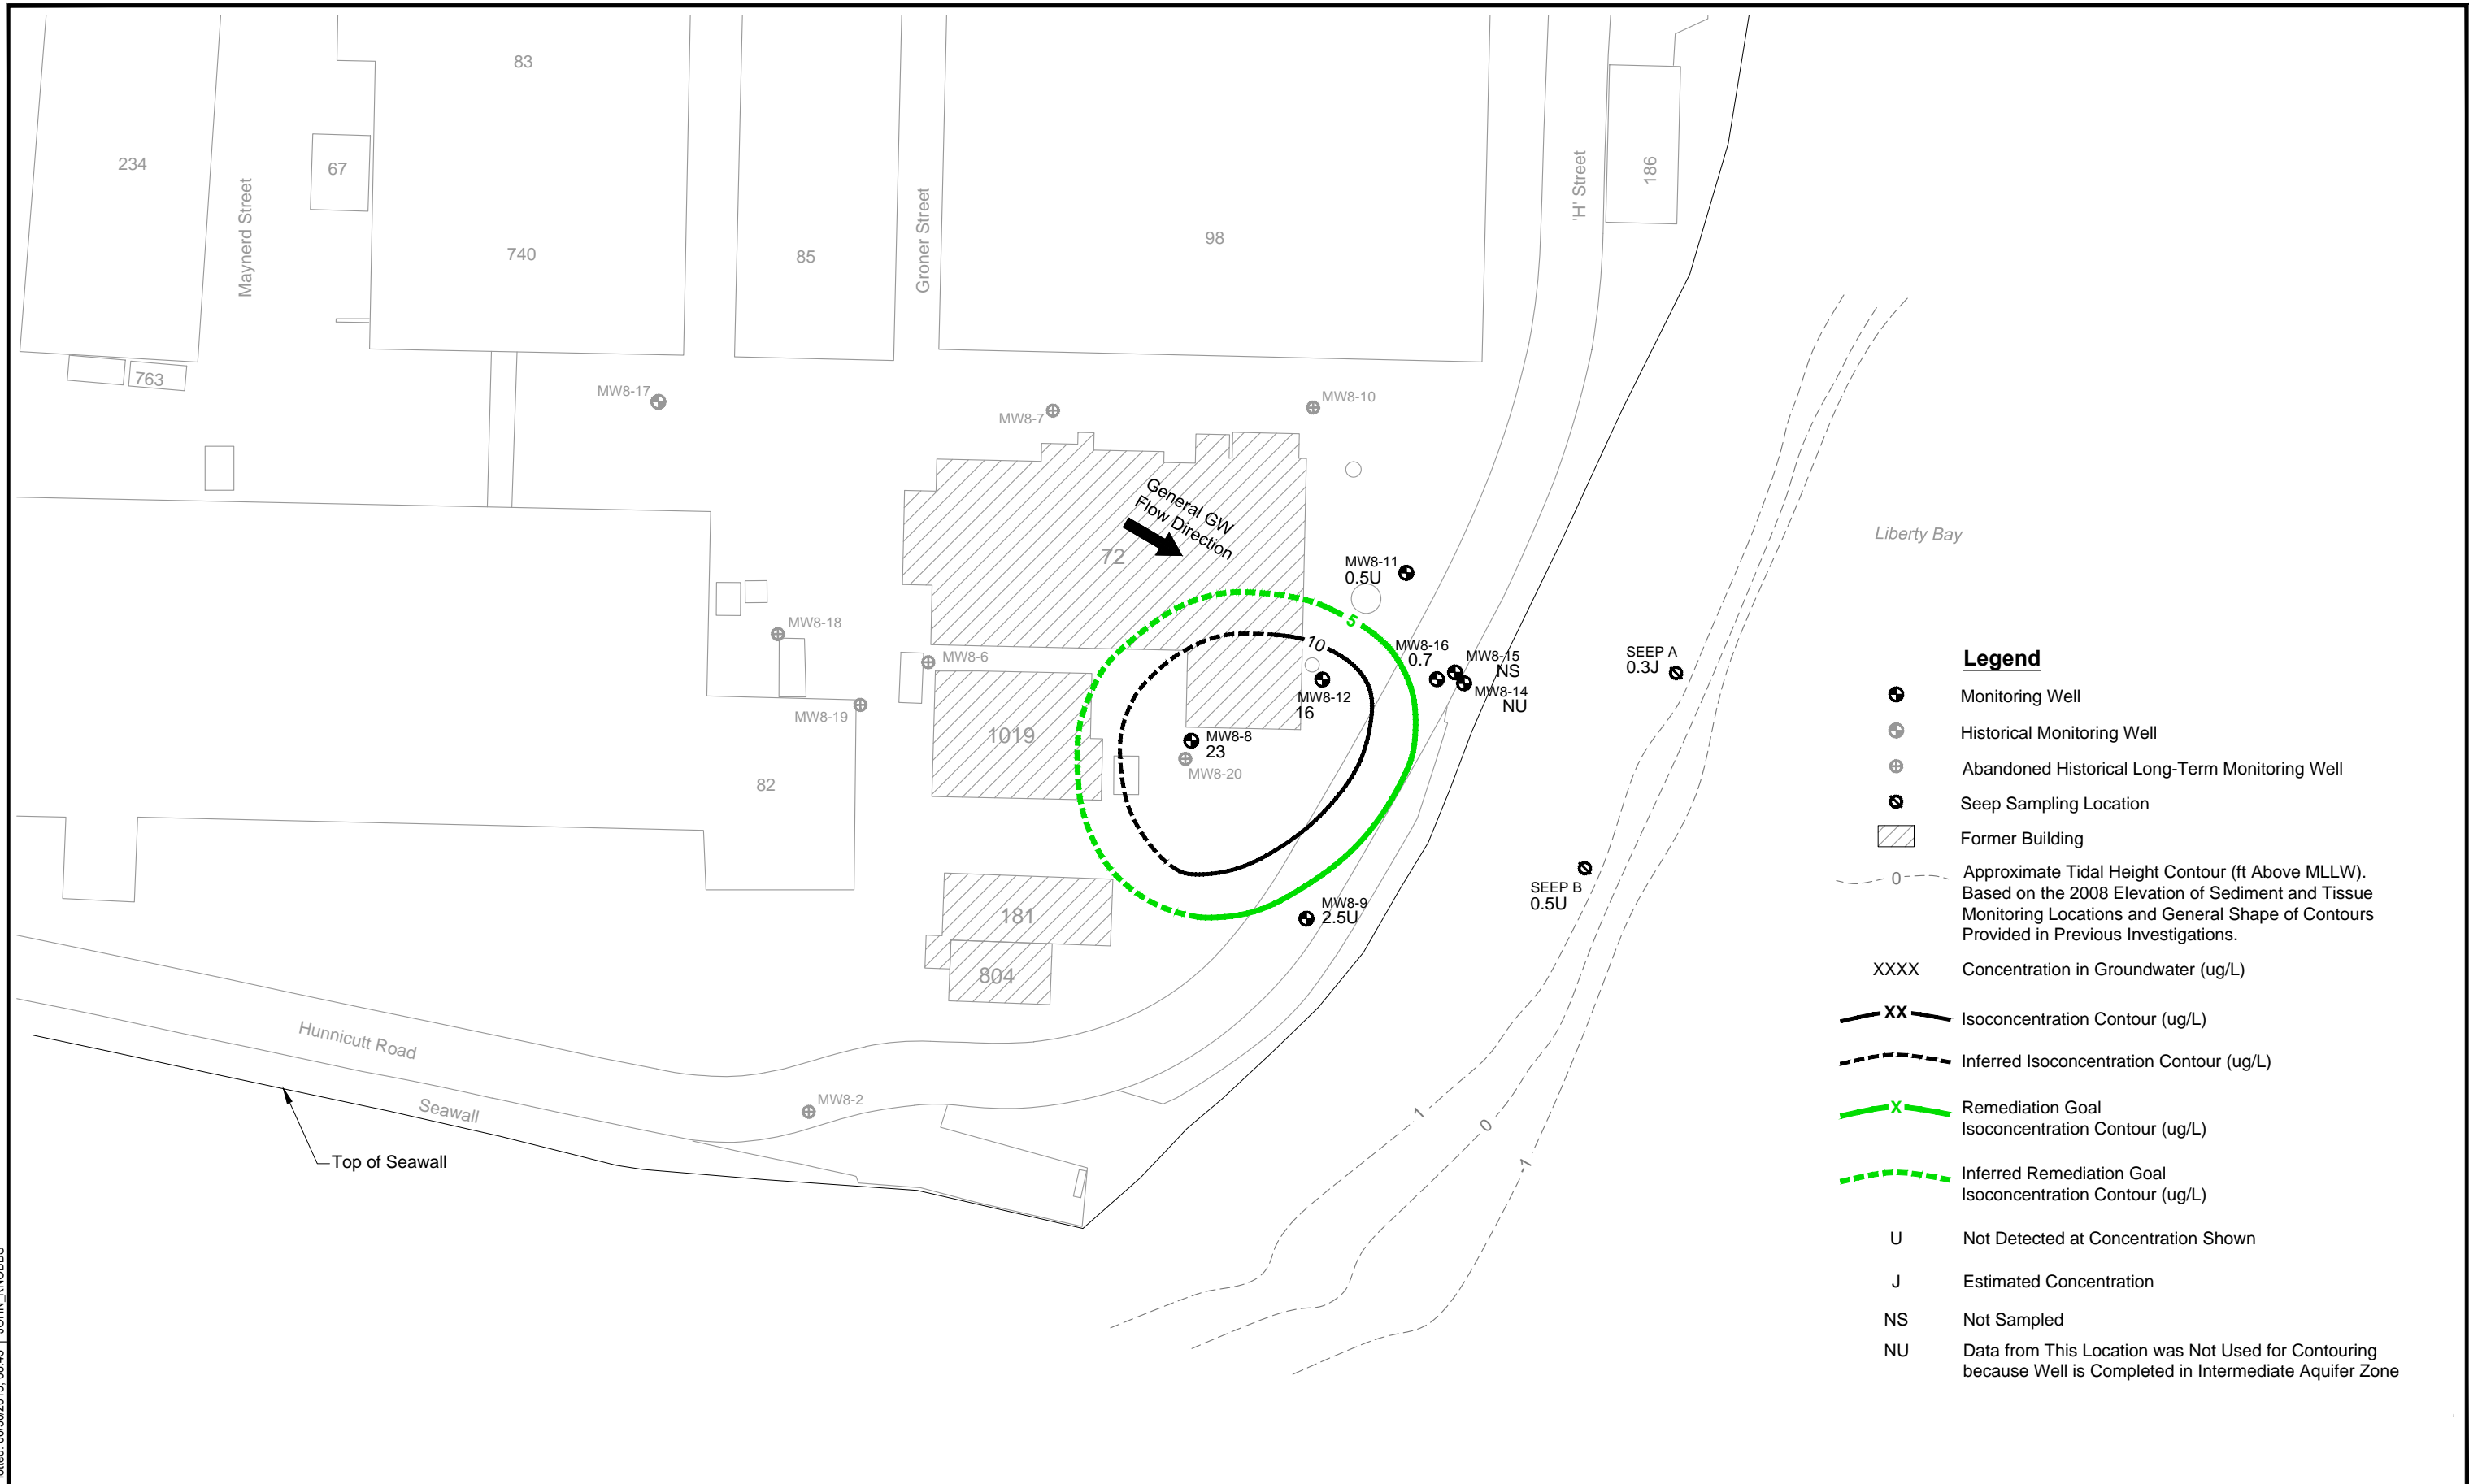 83
234
67
Maynerd Street
740
85
Groner Street
98
'H' Street
186
763
MW8-17
MW8-7
MW8-10
General GW
Flow Direction
72
Liberty Bay
MW8-11
0.5U
5
10
MW8-18
MW8-6
MW8-16
0.7
MW8-15
NS
MW8-14
NU
SEEP A
0.3J
MW8-12
16
MW8-19
1019
MW8-8
23
MW8-20
82
SEEP B
0.5U
MW8-9
2.5U
181
804
Hunnicutt Road
Seawall
MW8-2
Top of Seawall
1
0
-1
Legend
Monitoring Well
Historical Monitoring Well
Abandoned Historical Long-Term Monitoring Well
Seep Sampling Location
Former Building
0
Approximate Tidal Height Contour (ft Above MLLW).
Based on the 2008 Elevation of Sediment and Tissue
Monitoring Locations and General Shape of Contours
Provided in Previous Investigations.
XXXX Concentration in Groundwater (ug/L)
XX Isoconcentration Contour (ug/L)
Inferred Isoconcentration Contour (ug/L)
X Remediation Goal
Isoconcentration Contour (ug/L)
Inferred Remediation Goal
Isoconcentration Contour (ug/L)
U Not Detected at Concentration Shown
J Estimated Concentration
NS Not Sampled
NU Data from This Location was Not Used for Contouring
because Well is Completed in Intermediate Aquifer Zone